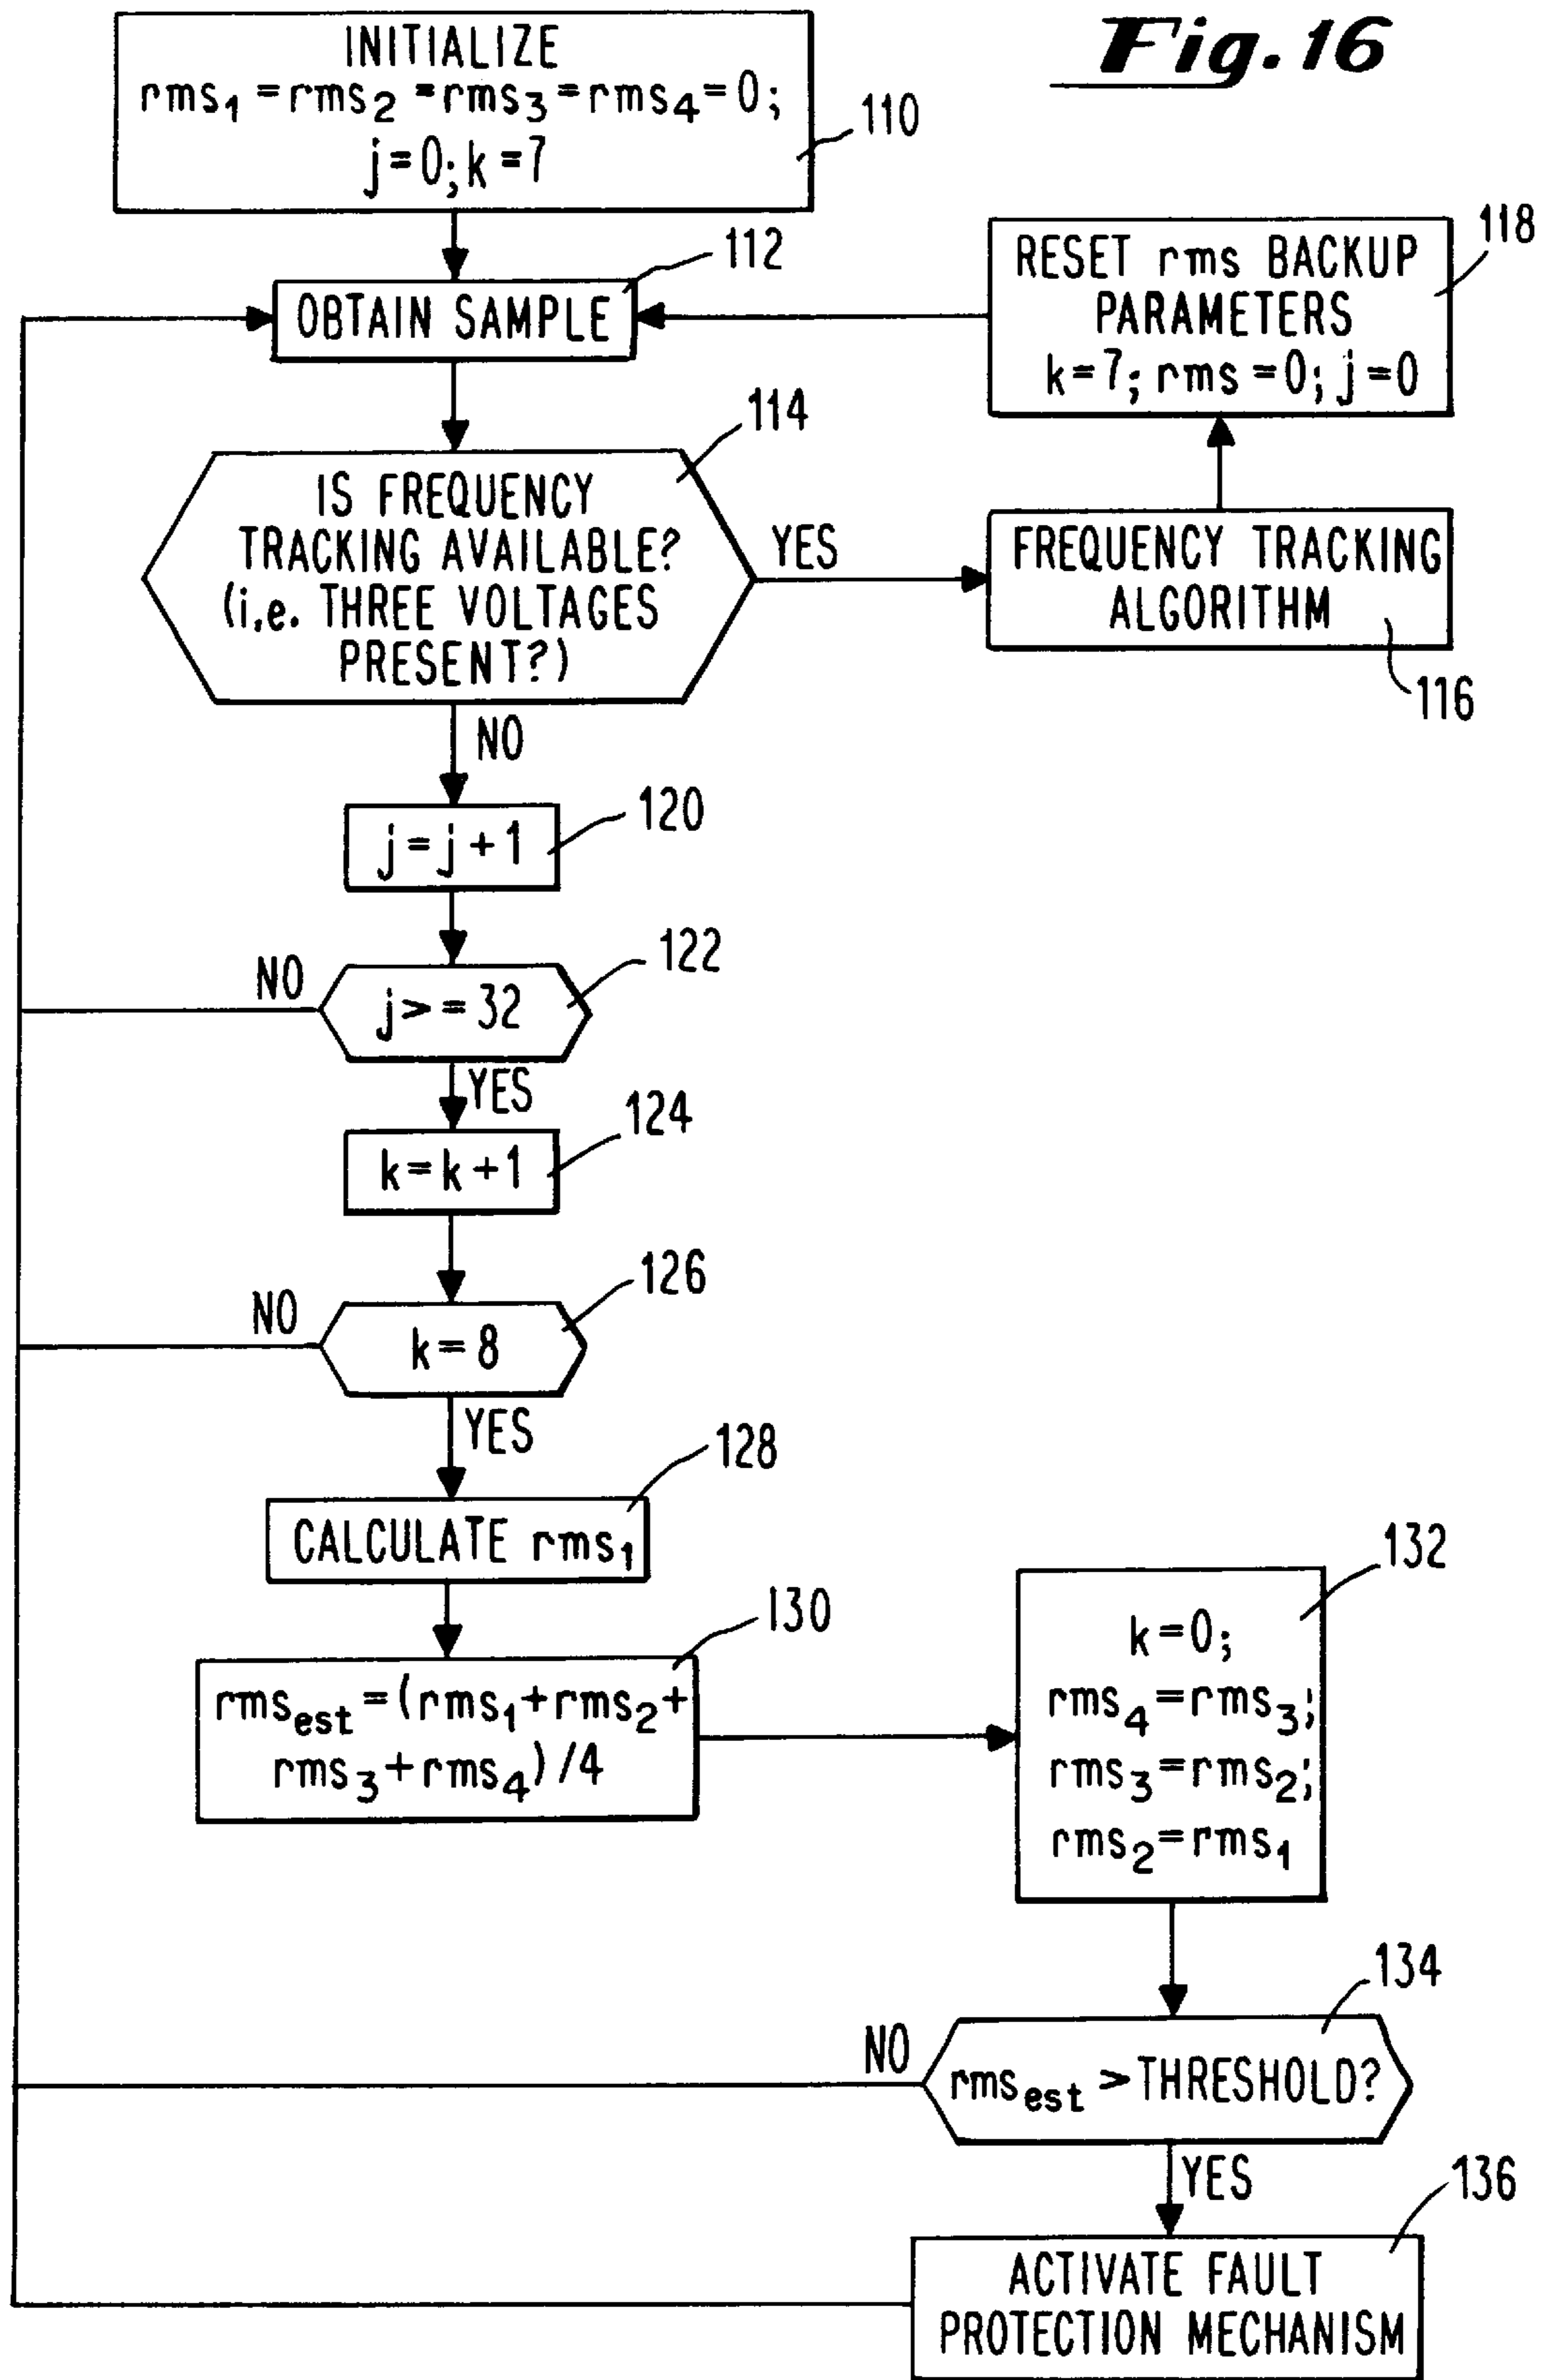 Fig. 16
INITIALIZE
rms₁ = rms₂ = rms₃ = rms₄ = 0;
j = 0; k = 7
110
112
OBTAIN SAMPLE
118
RESET rms BACKUP
PARAMETERS
k = 7; rms = 0; j = 0
114
IS FREQUENCY
TRACKING AVAILABLE?
(i.e. THREE VOLTAGES
PRESENT?)
YES
FREQUENCY TRACKING
ALGORITHM
116
NO
120
j = j + 1
122
NO
j > = 32
YES
124
k = k + 1
126
NO
k = 8
YES
128
CALCULATE rms₁
130
rmsₑₛₜ = (rms₁ + rms₂ +
rms₃ + rms₄) / 4
132
k = 0;
rms₄ = rms₃;
rms₃ = rms₂;
rms₂ = rms₁
134
NO
rmsₑₛₜ > THRESHOLD?
YES
136
ACTIVATE FAULT
PROTECTION MECHANISM